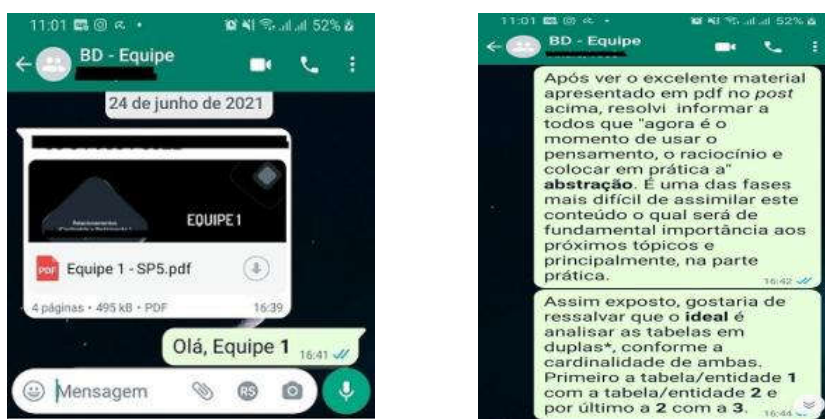 11:01
52%
BD - Equipe
24 de junho de 2021
EQUIPE 1
PDF
Equipe 1 - SP5.pdf
4 páginas • 495 kB • PDF
16:39
Olá, Equipe 1
16:41
Mensagem
R$
11:01
52%
BD - Equipe
Após ver o excelente material
apresentado em pdf no post
acima, resolvi informar a
todos que "agora é o
momento de usar o
pensamento, o raciocínio e
colocar em prática a"
abstração. É uma das fases
mais difícil de assimilar este
conteúdo o qual será de
fundamental importância aos
próximos tópicos e
principalmente, na parte
prática.
16:42
Assim exposto, gostaria de
ressalvar que o ideal é
analisar as tabelas em
duplas*, conforme a
cardinalidade de ambas.
Primeiro a tabela/entidade 1
com a tabela/entidade 2 e
por último a 2 com a 3.
16:44